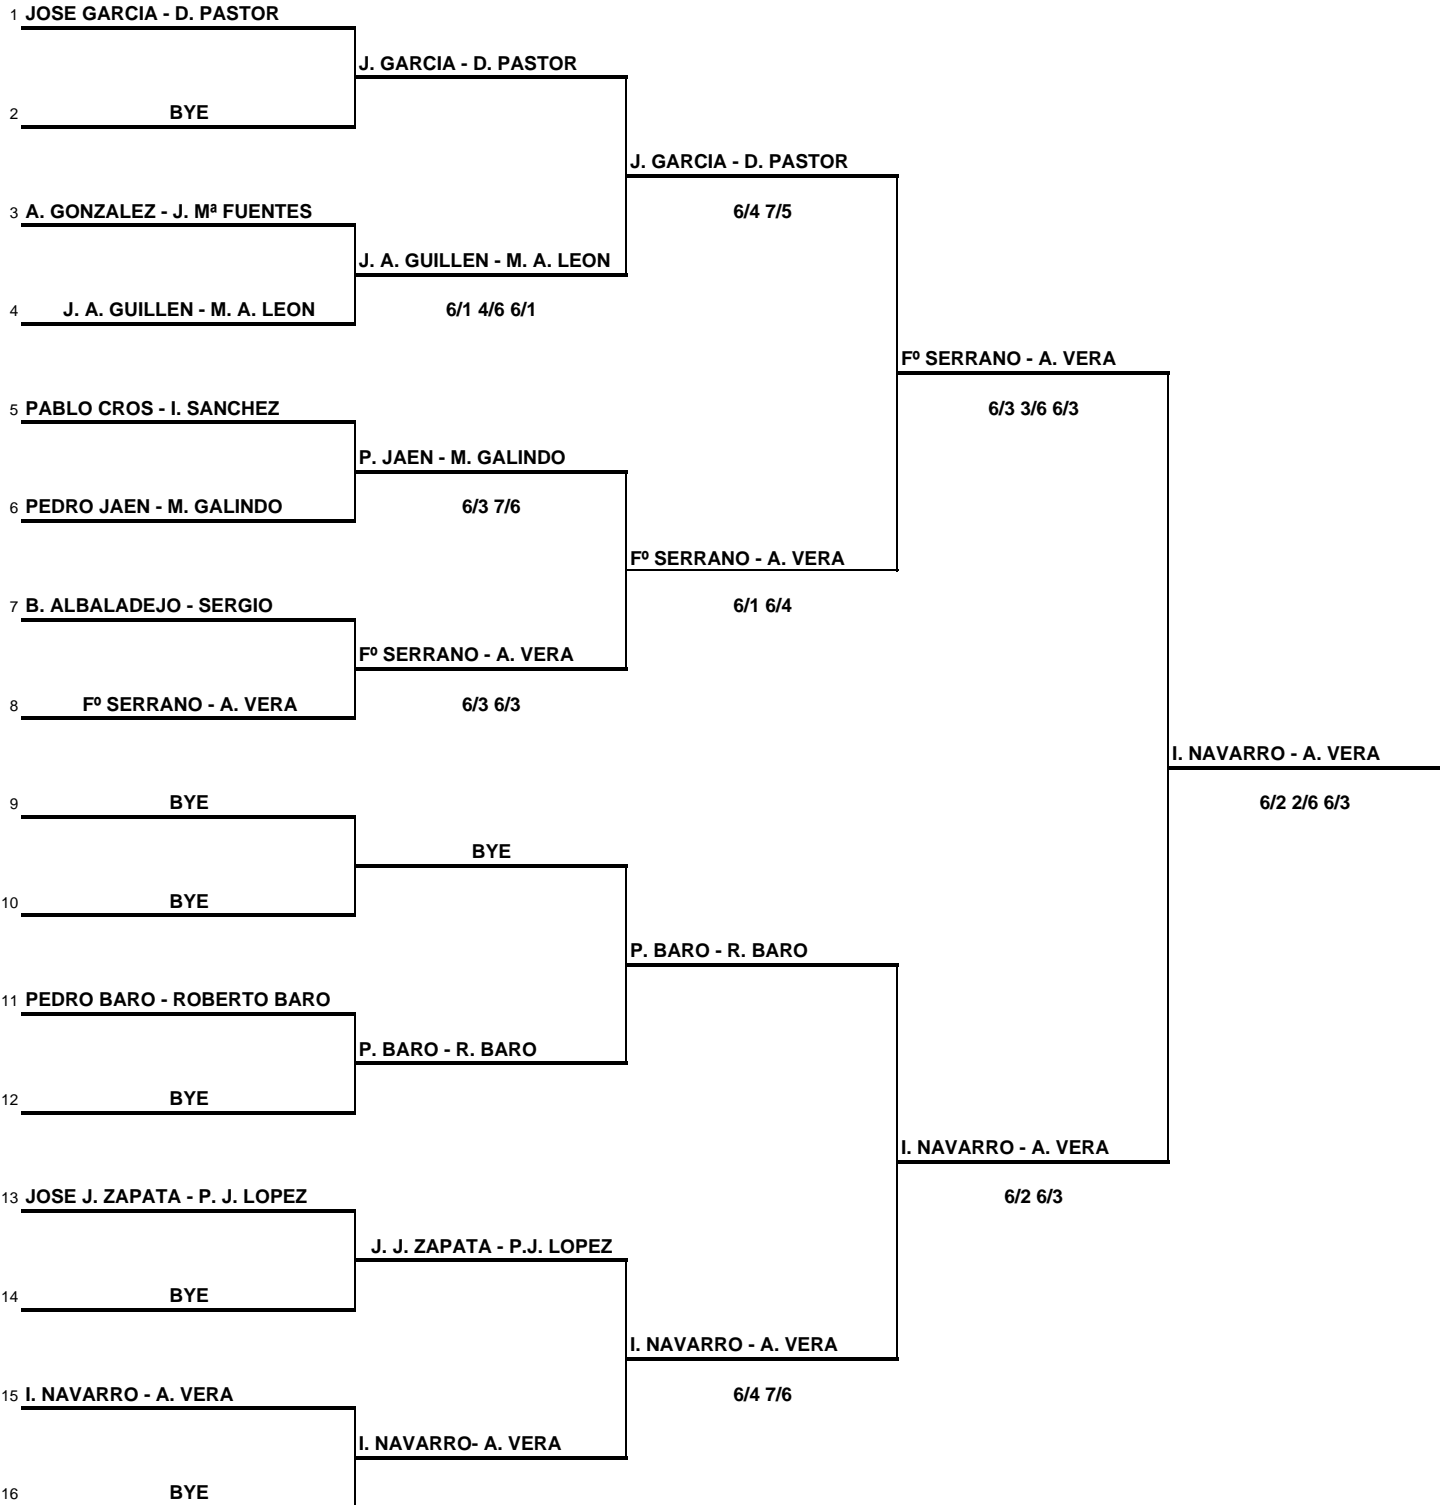 1 JOSE GARCIA - D. PASTOR
J. GARCIA - D. PASTOR
2 BYE
J. GARCIA - D. PASTOR
3 A. GONZALEZ - J. Mª FUENTES
6/4 7/5
J. A. GUILLEN - M. A. LEON
4 J. A. GUILLEN - M. A. LEON
6/1 4/6 6/1
Fº SERRANO - A. VERA
5 PABLO CROS - I. SANCHEZ
6/3 3/6 6/3
P. JAEN - M. GALINDO
6 PEDRO JAEN - M. GALINDO
6/3 7/6
Fº SERRANO - A. VERA
7 B. ALBALADEJO - SERGIO
6/1 6/4
Fº SERRANO - A. VERA
8 Fº SERRANO - A. VERA
6/3 6/3
I. NAVARRO - A. VERA
9 BYE
6/2 2/6 6/3
BYE
10 BYE
P. BARO - R. BARO
11 PEDRO BARO - ROBERTO BARO
P. BARO - R. BARO
12 BYE
I. NAVARRO - A. VERA
13 JOSE J. ZAPATA - P. J. LOPEZ
6/2 6/3
J. J. ZAPATA - P.J. LOPEZ
14 BYE
I. NAVARRO - A. VERA
15 I. NAVARRO - A. VERA
6/4 7/6
I. NAVARRO- A. VERA
16 BYE